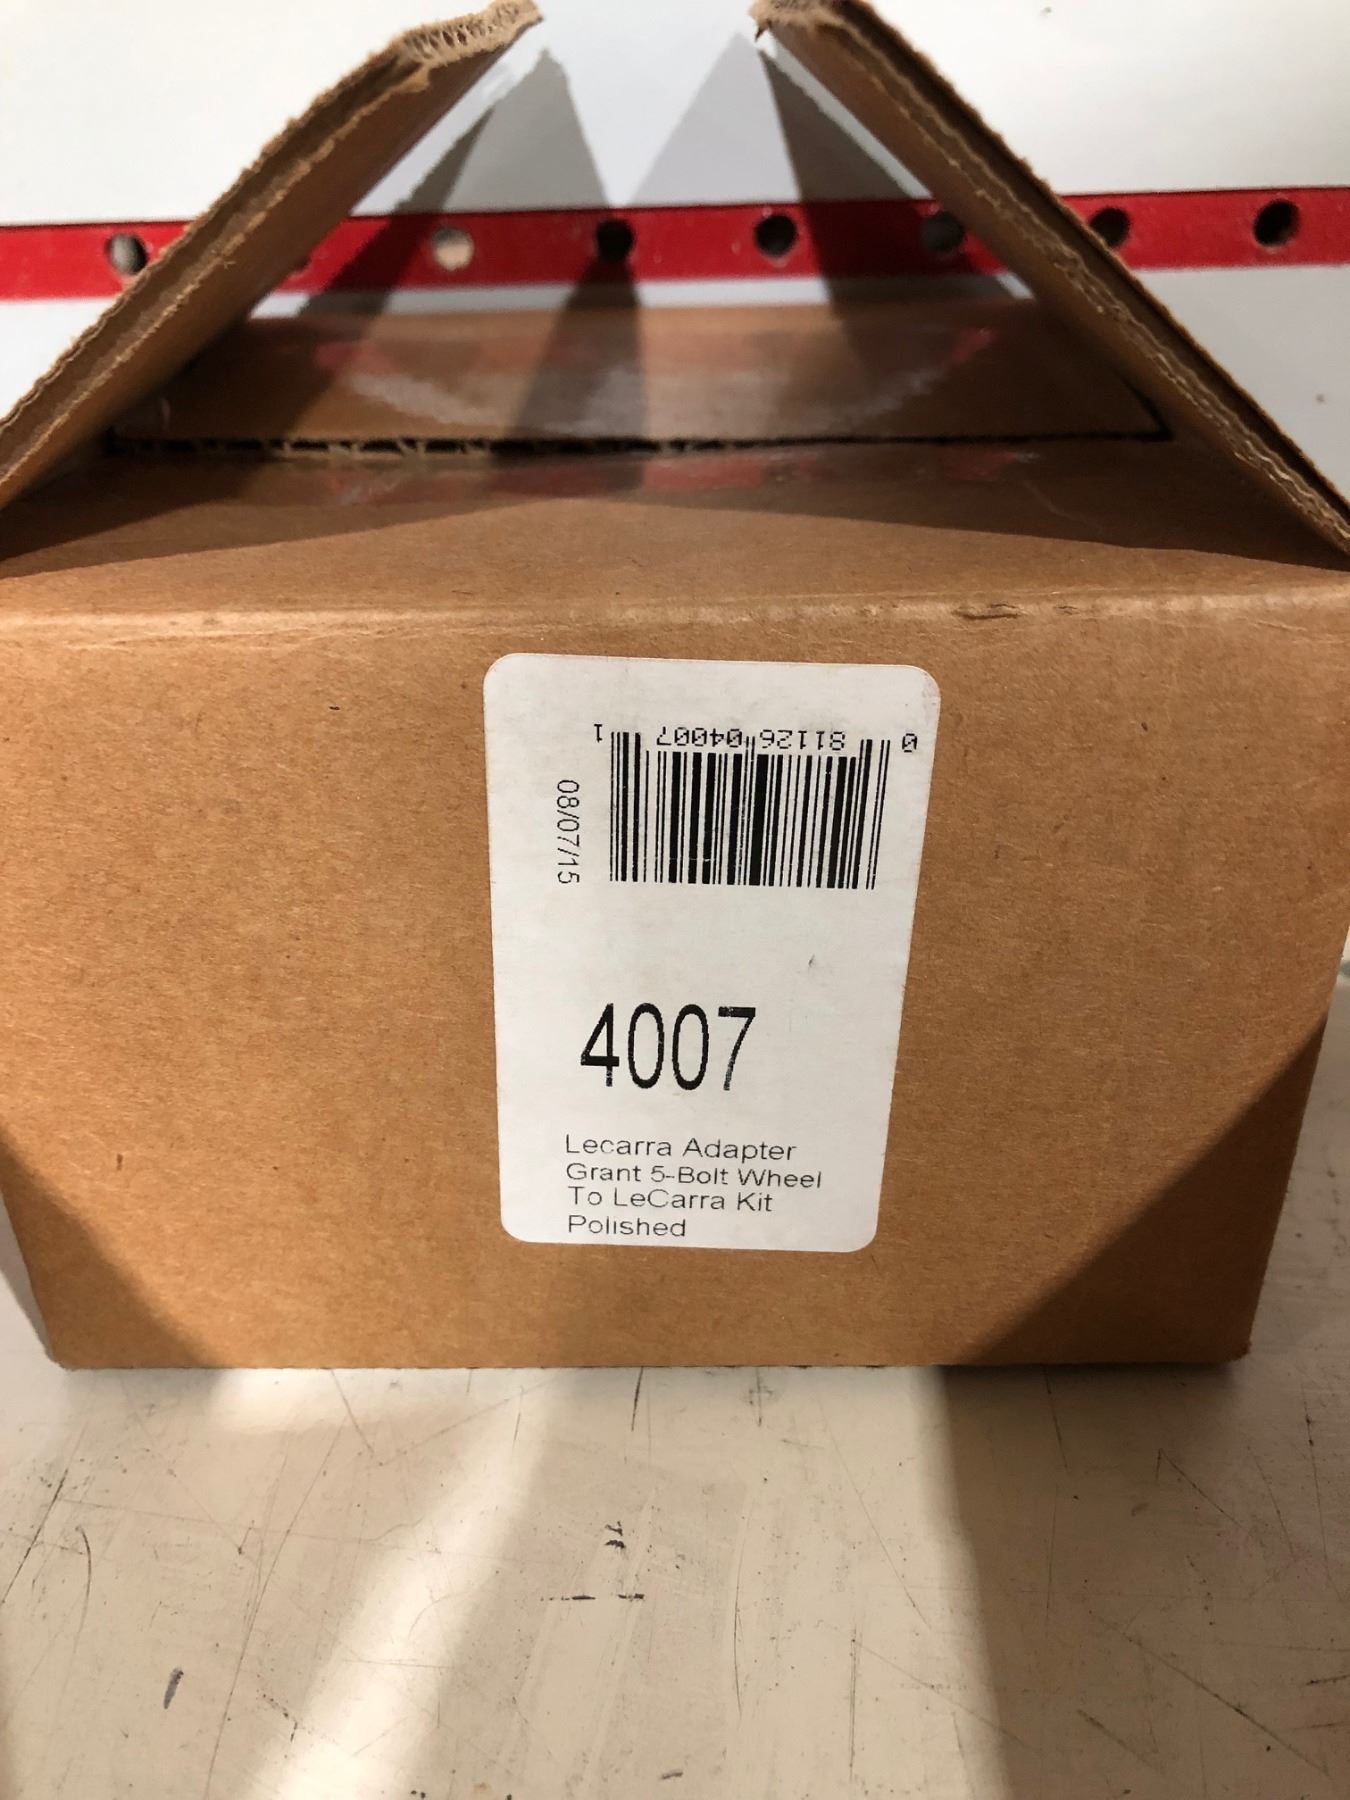 0 81126 04007 1
08/07/15
4007
Lecarra Adapter
Grant 5-Bolt Wheel
To LeCarra Kit
Polished